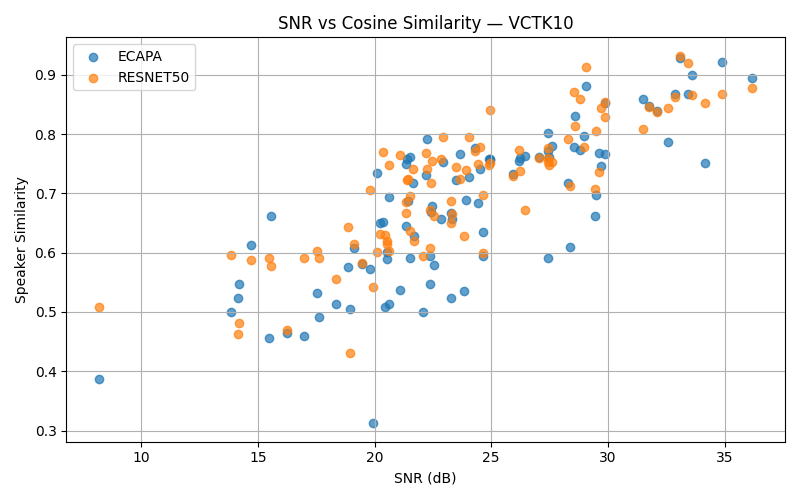 SNR vs Cosine Similarity — VCTK10
ECAPA
RESNET50
Speaker Similarity
0.9
0.8
0.7
0.6
0.5
0.4
0.3
10 15 20 25 30 35
SNR (dB)